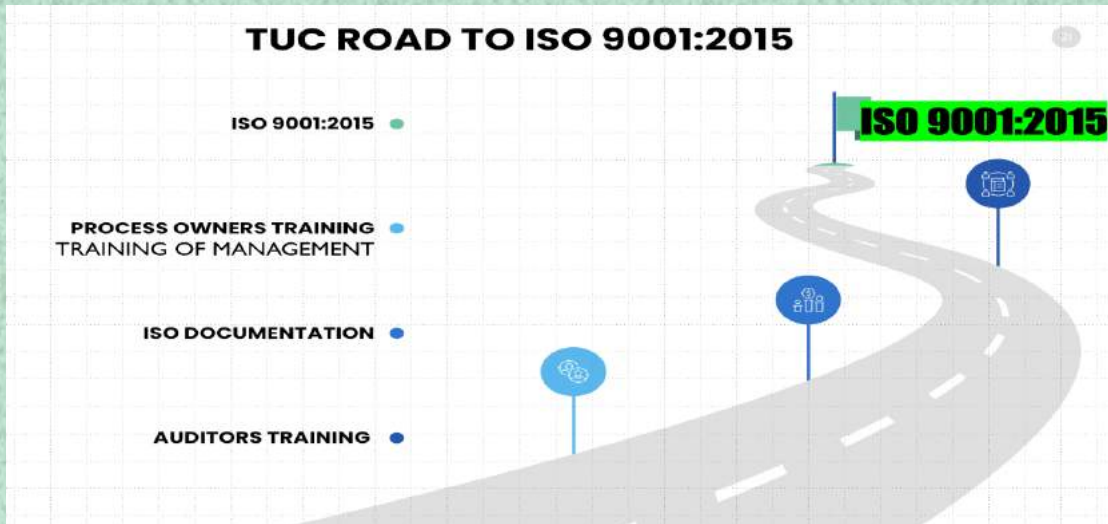 TUC ROAD TO ISO 9001:2015
ISO 9001:2015
ISO 9001:2015
PROCESS OWNERS TRAINING
TRAINING OF MANAGEMENT
ISO DOCUMENTATION
AUDITORS TRAINING